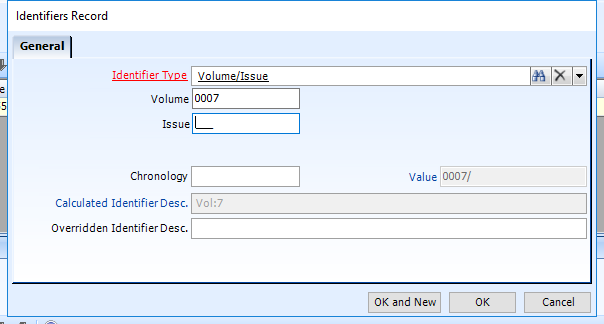 Identifiers Record
General
Identifier Type Volume/Issue
Volume 0007
Issue ___
Chronology Value 0007/
Calculated Identifier Desc. Vol:7
Overridden Identifier Desc.
OK and New OK Cancel